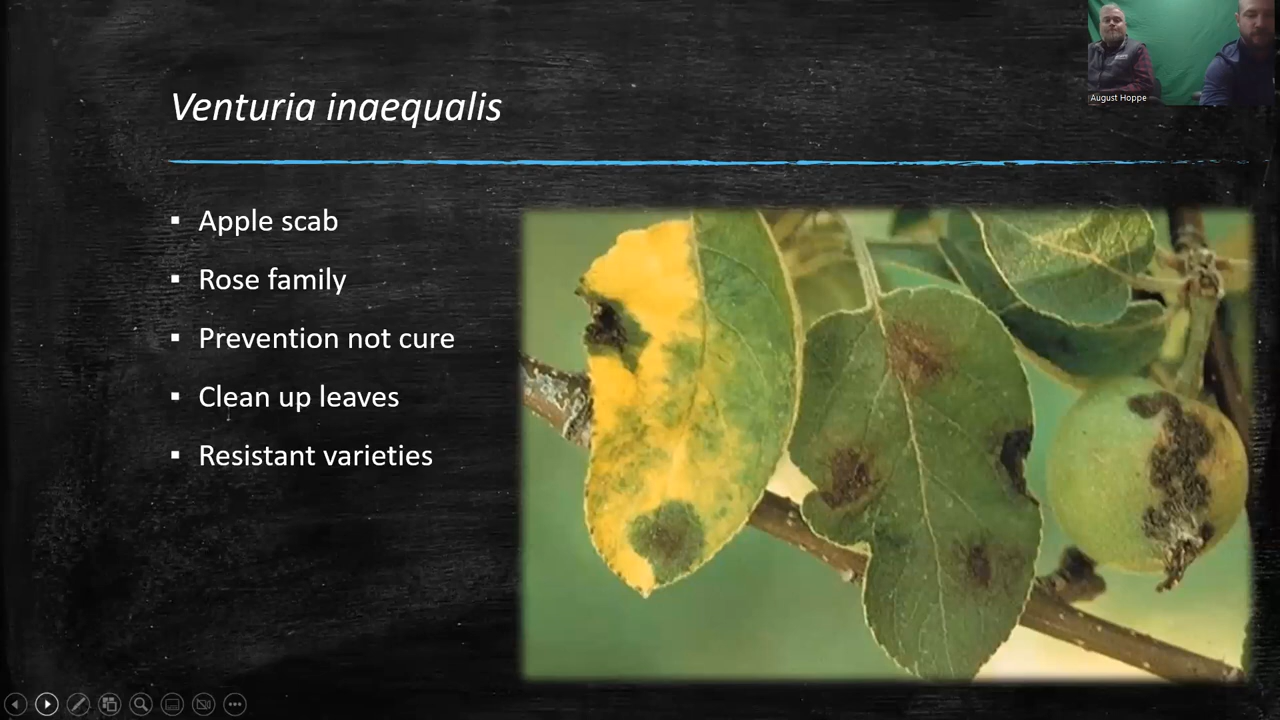 Venturia inaequalis
August Hoppe
▪ Apple scab
▪ Rose family
▪ Prevention not cure
▪ Clean up leaves
▪ Resistant varieties